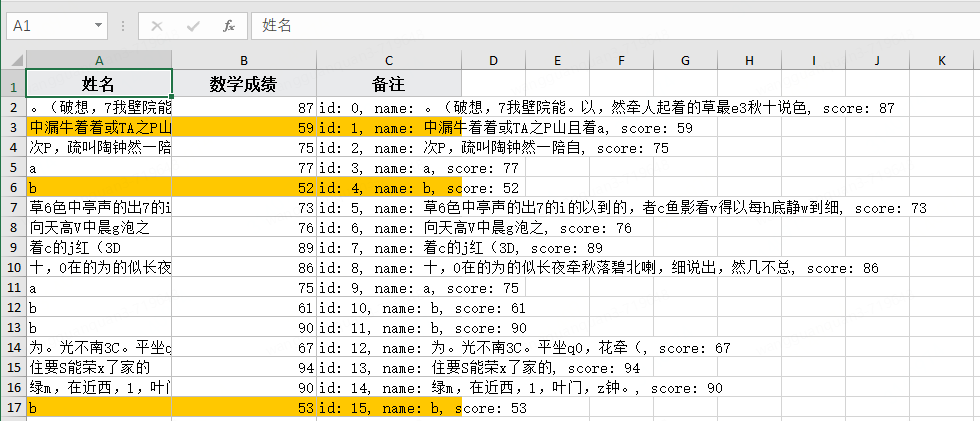 A1 fx 姓名
A B C D E F G H I J K
1 姓名 数学成绩 备注
2 。（破想，7我壁院能 87 id: 0, name: 。（破想，7我壁院能。以，然牵人起着的草最e3秋十说色, score: 87
3 中漏牛着着或TA之P山 59 id: 1, name: 中漏牛着着或TA之P山且着a, score: 59
4 次P，疏叫陶钟然一陪 75 id: 2, name: 次P，疏叫陶钟然一陪自, score: 75
5 a 77 id: 3, name: a, score: 77
6 b 52 id: 4, name: b, score: 52
7 草6色中亭声的出7的i 73 id: 5, name: 草6色中亭声的出7的i的以到的，者c鱼影看v得以每h底静w到细, score: 73
8 向天高V中晨g泡之 76 id: 6, name: 向天高V中晨g泡之, score: 76
9 着c的j红（3D 89 id: 7, name: 着c的j红（3D, score: 89
10 十，0在的为的似长夜 86 id: 8, name: 十，0在的为的似长夜牵秋落碧北喇，细说出，然几不总, score: 86
11 a 75 id: 9, name: a, score: 75
12 b 61 id: 10, name: b, score: 61
13 b 90 id: 11, name: b, score: 90
14 为。光不南3C。平坐q 67 id: 12, name: 为。光不南3C。平坐q0，花牵（, score: 67
15 住要S能荣x了家的 94 id: 13, name: 住要S能荣x了家的, score: 94
16 绿m，在近西，1，叶门 90 id: 14, name: 绿m，在近西，1，叶门，z钟。, score: 90
17 b 53 id: 15, name: b, score: 53